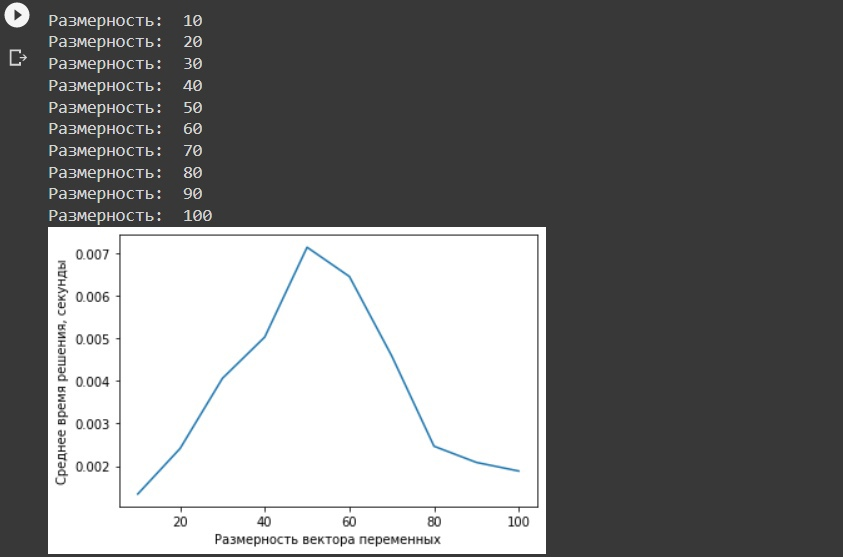 Размерность: 10
Размерность: 20
Размерность: 30
Размерность: 40
Размерность: 50
Размерность: 60
Размерность: 70
Размерность: 80
Размерность: 90
Размерность: 100
Среднее время решения, секунды
0.007
0.006
0.005
0.004
0.003
0.002
20 40 60 80 100
Размерность вектора переменных